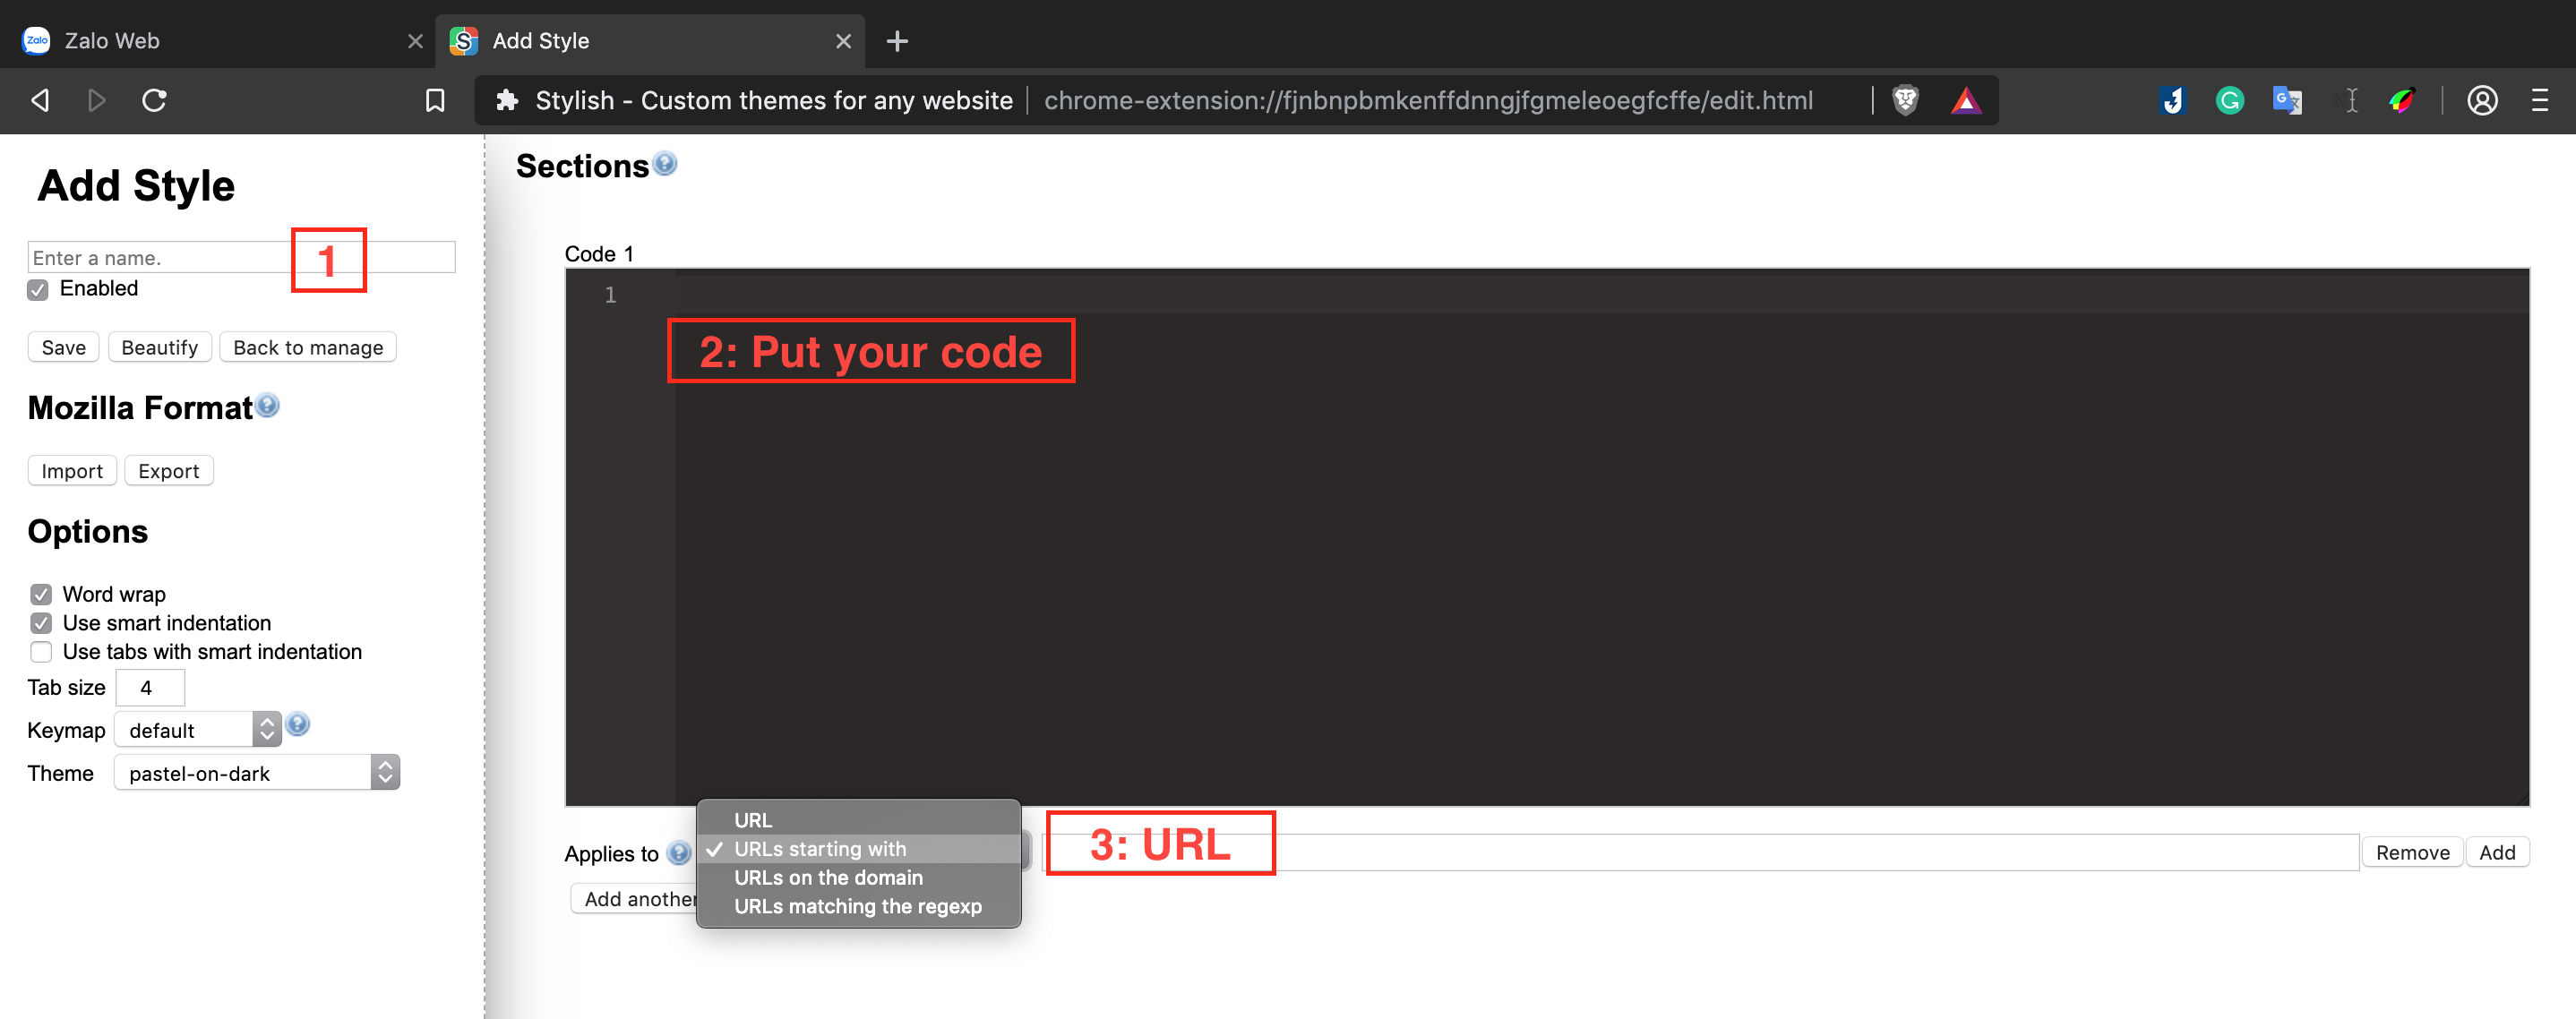 Zalo Zalo Web
S Add Style
Stylish - Custom themes for any website | chrome-extension://fjnbnpbmkenffdnngjfgmeleoegfcffe/edit.html
Add Style
Enter a name.
1
Enabled
Save Beautify Back to manage
Mozilla Format ?
Import Export
Options
Word wrap
Use smart indentation
Use tabs with smart indentation
Tab size 4
Keymap default ?
Theme pastel-on-dark
Sections ?
Code 1
1
2: Put your code
Applies to ?
URL
URLs starting with
URLs on the domain
URLs matching the regexp
3: URL
Remove Add
Add another